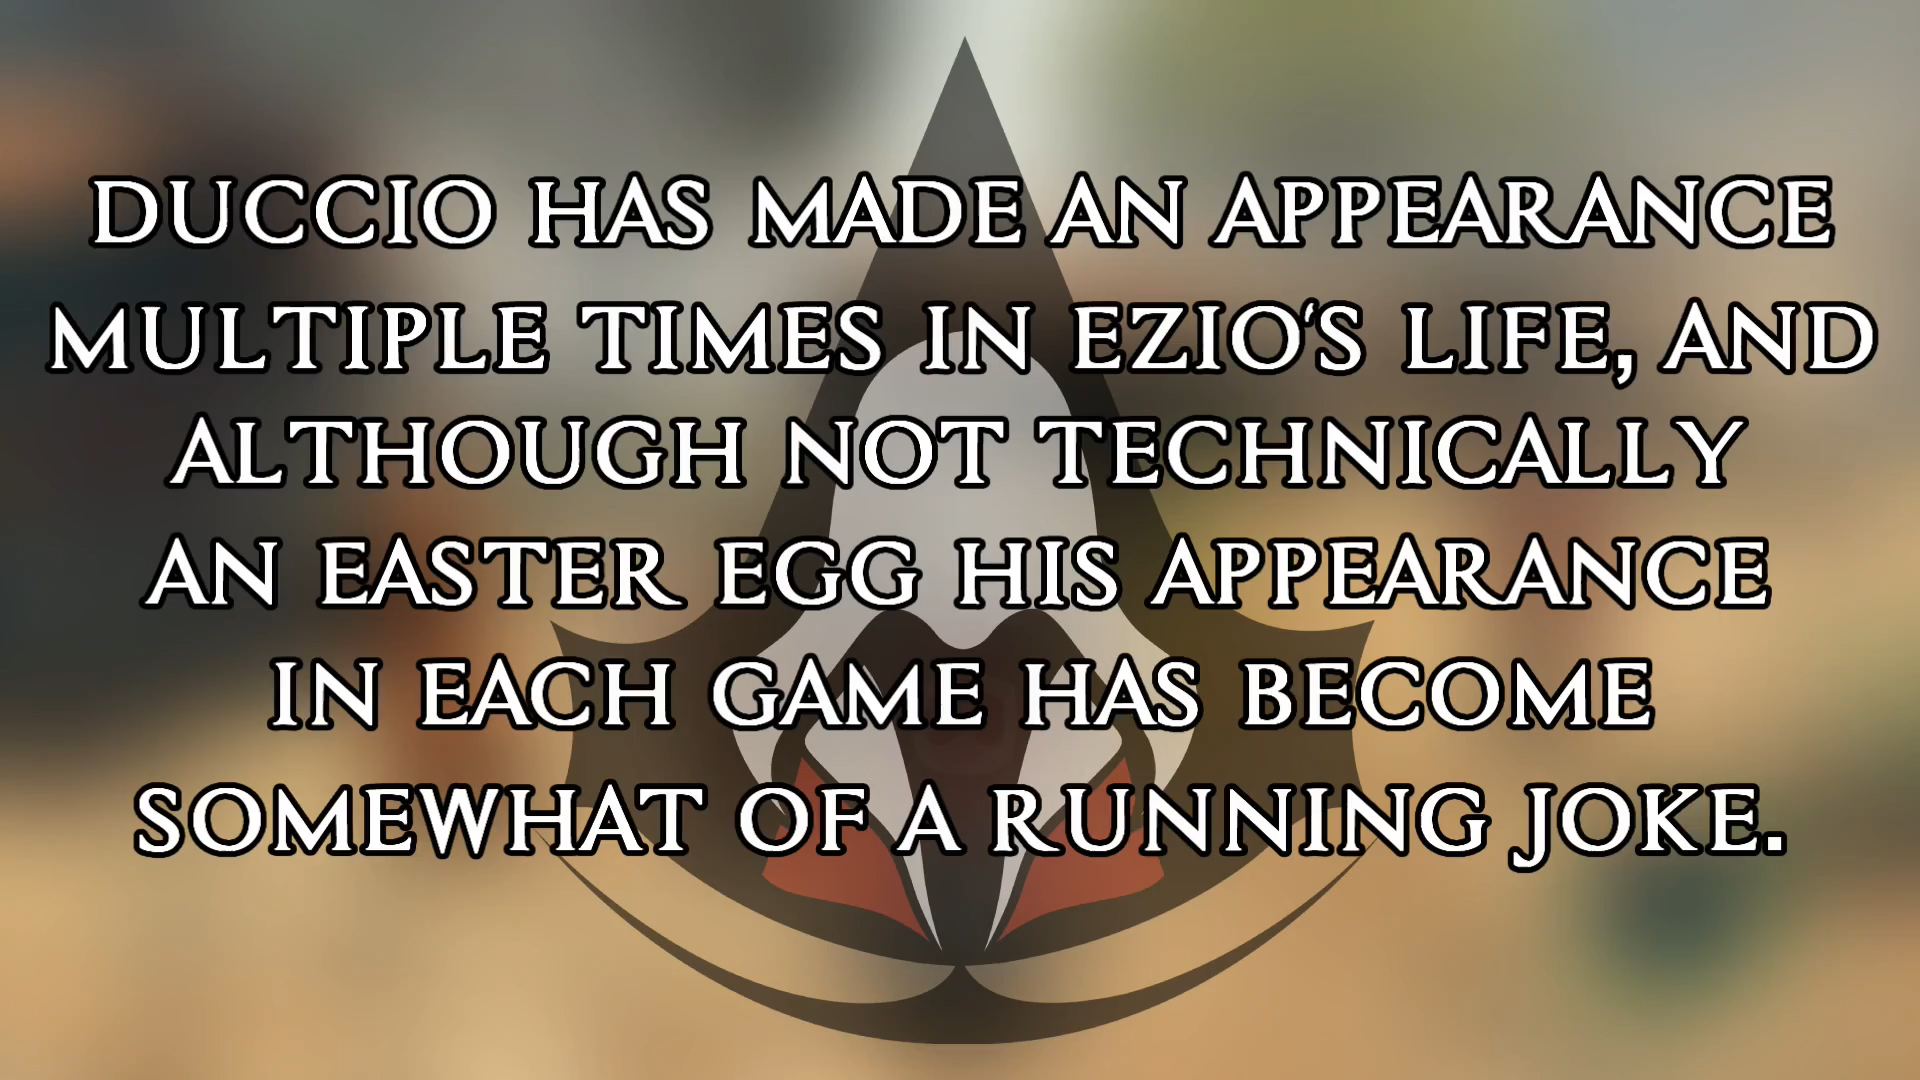 DUCCIO HAS MADE AN APPEARANCE
MULTIPLE TIMES IN EZIO‘S LIFE, AND
ALTHOUGH NOT TECHNICALLY
AN EASTER EGG HIS APPEARANCE
IN EACH GAME HAS BECOME
SOMEWHAT OF A RUNNING JOKE.